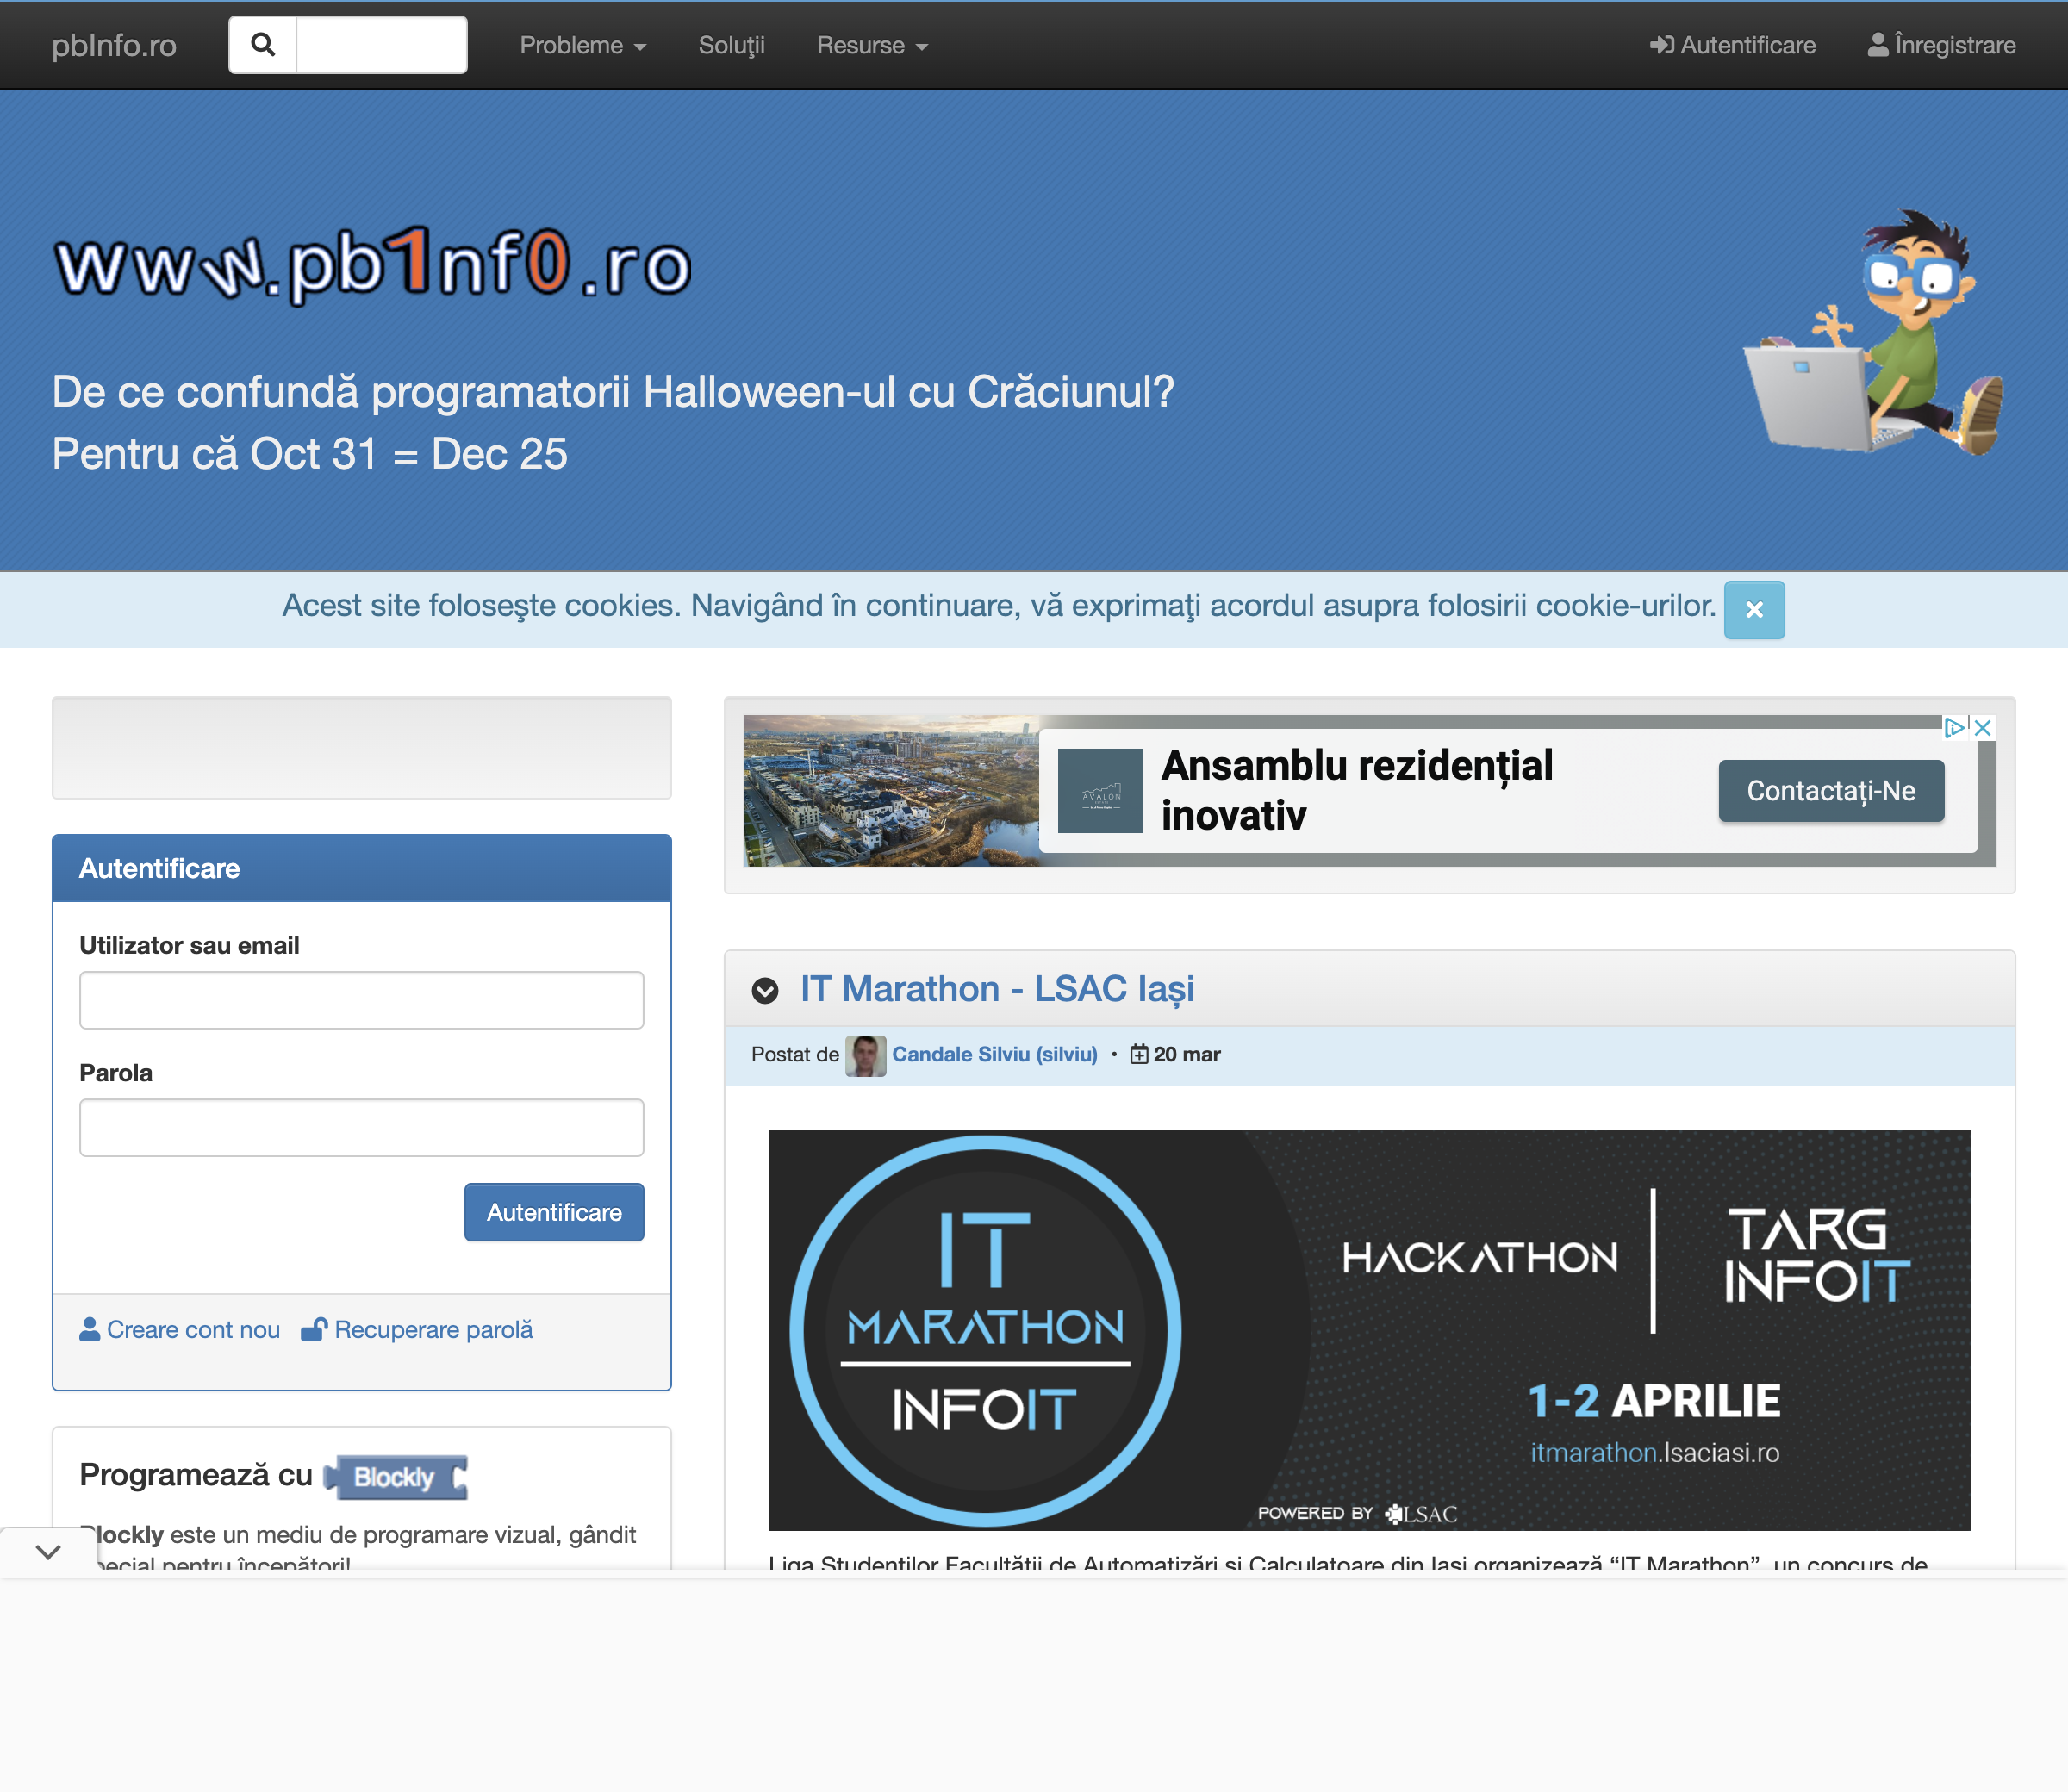 pbInfo.ro
Probleme
Soluţii
Resurse
Autentificare
Înregistrare
www.pb1nf0.ro
De ce confundă programatorii Halloween-ul cu Crăciunul?
Pentru că Oct 31 = Dec 25
Acest site foloseşte cookies. Navigând în continuare, vă exprimaţi acordul asupra folosirii cookie-urilor.
Autentificare
Utilizator sau email
Parola
Autentificare
Creare cont nou
Recuperare parolă
Programează cu Blockly
Blockly este un mediu de programare vizual, gândit
special pentru începători!
AVALON
Ansamblu rezidențial
inovativ
Contactați-Ne
IT Marathon - LSAC Iași
Postat de Candale Silviu (silviu) • 20 mar
IT
MARATHON
INFOIT
HACKATHON
TARG
INFOIT
1-2 APRILIE
itmarathon.lsaciasi.ro
POWERED BY LSAC
Liga Studenților Facultății de Automatizări și Calculatoare din Iași organizează “IT Marathon”, un concurs de